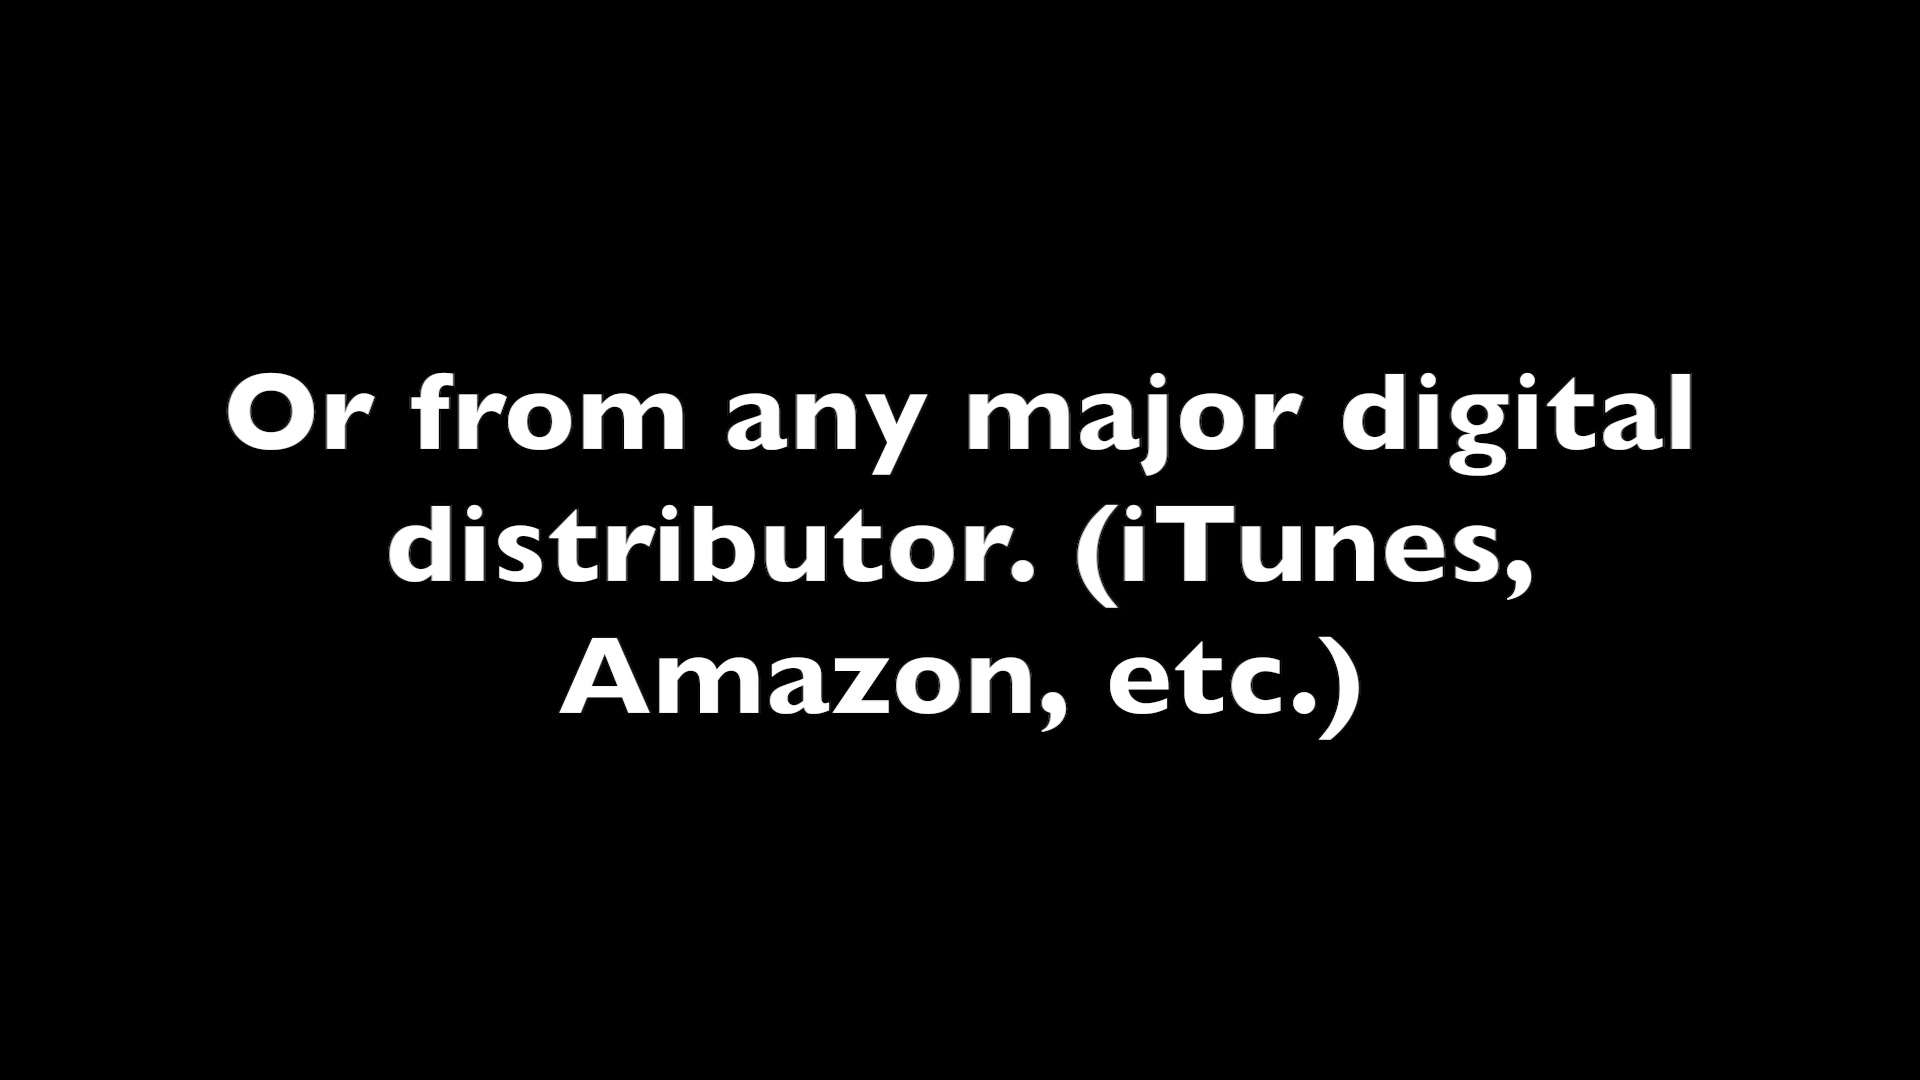 Or from any major digital
distributor. (iTunes,
Amazon, etc.)